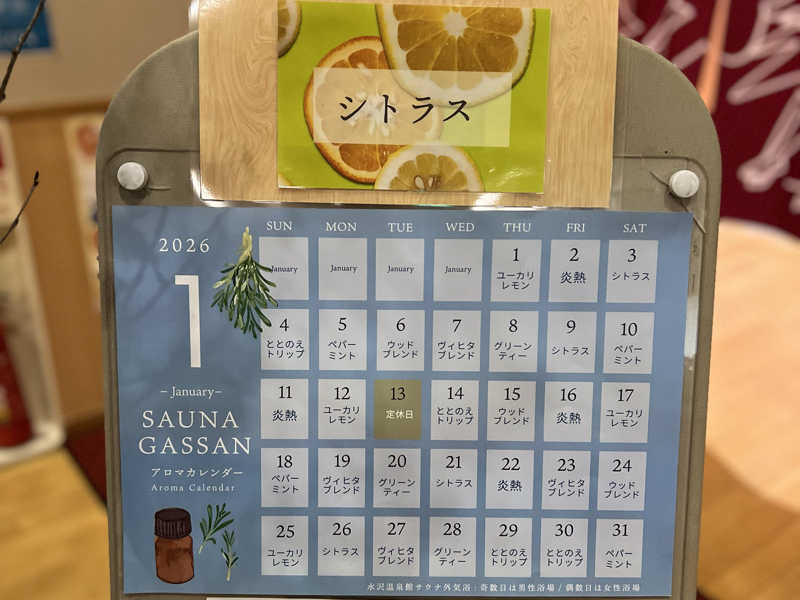 シトラス
2026
1
– January–
SAUNA
GASSAN
アロマカレンダー
Aroma Calendar
SUN MON TUE WED THU FRI SAT
January January January January 1 2 3
ユーカリ 炎熱 シトラス
レモン
4 5 6 7 8 9 10
ととのえ ペパー ウッド ヴィヒタ グリーン シトラス ペパー
トリップ ミント ブレンド ブレンド ティー ミント
11 12 13 14 15 16 17
炎熱 ユーカリ 定休日 ととのえ ウッド 炎熱 ユーカリ
レモン トリップ ブレンド レモン
18 19 20 21 22 23 24
ペパー ヴィヒタ グリーン シトラス 炎熱 ヴィヒタ ウッド
ミント ブレンド ティー ブレンド ブレンド
25 26 27 28 29 30 31
ユーカリ シトラス ヴィヒタ グリーン ととのえ ととのえ ペパー
レモン ブレンド ティー トリップ トリップ ミント
水沢温泉館サウナ外気浴：奇数日は男性浴場 / 偶数日は女性浴場